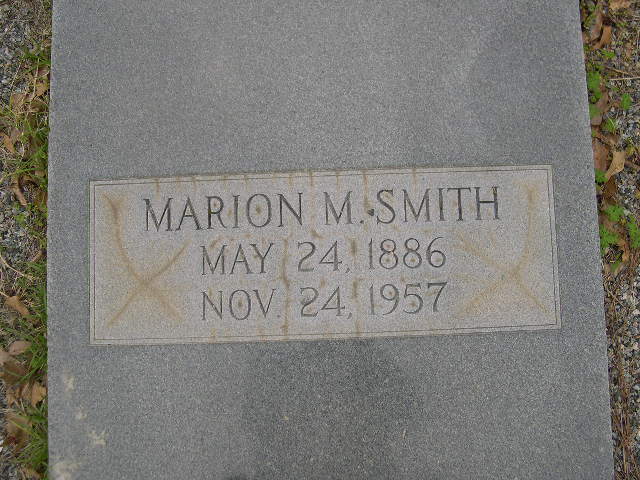 MARION M. SMITH
MAY 24, 1886
NOV. 24, 1957